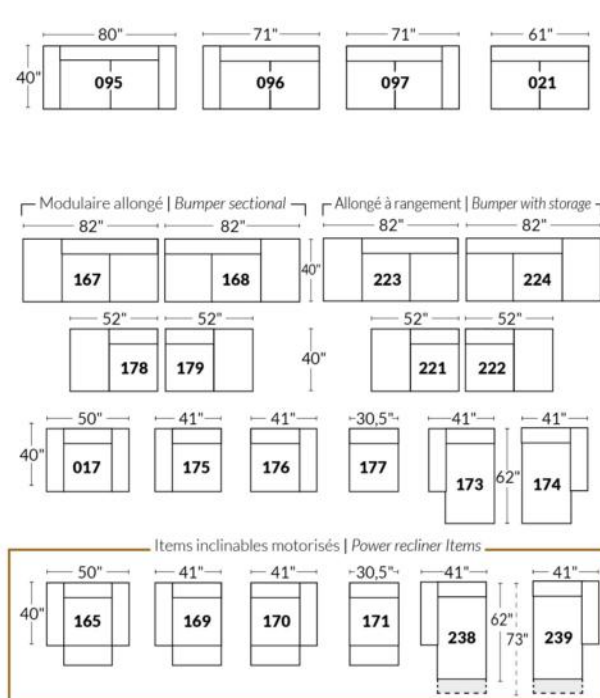 80" 71" 71" 61"
40" 095 096 097 021
Modulaire allongé | Bumper sectional Allongé à rangement | Bumper with storage
82" 82" 82" 82"
167 168 40" 223 224
52" 52" 52" 52"
178 179 40" 221 222
50" 41" 41" 30,5" 41" 41"
40" 017 175 176 177 173 62" 174
Items inclinables motorisés | Power recliner Items
50" 41" 41" 30,5" 41" 41"
40" 165 169 170 171 238 62" 73" 239